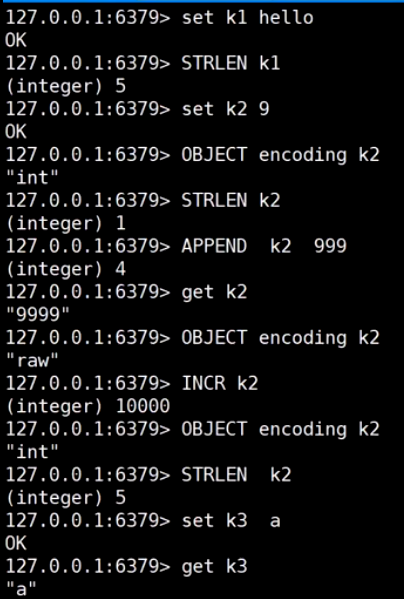 127.0.0.1:6379> set k1 hello
OK
127.0.0.1:6379> STRLEN k1
(integer) 5
127.0.0.1:6379> set k2 9
OK
127.0.0.1:6379> OBJECT encoding k2
"int"
127.0.0.1:6379> STRLEN k2
(integer) 1
127.0.0.1:6379> APPEND  k2  999
(integer) 4
127.0.0.1:6379> get k2
"9999"
127.0.0.1:6379> OBJECT encoding k2
"raw"
127.0.0.1:6379> INCR k2
(integer) 10000
127.0.0.1:6379> OBJECT encoding k2
"int"
127.0.0.1:6379> STRLEN  k2
(integer) 5
127.0.0.1:6379> set k3  a
OK
127.0.0.1:6379> get k3
"a"